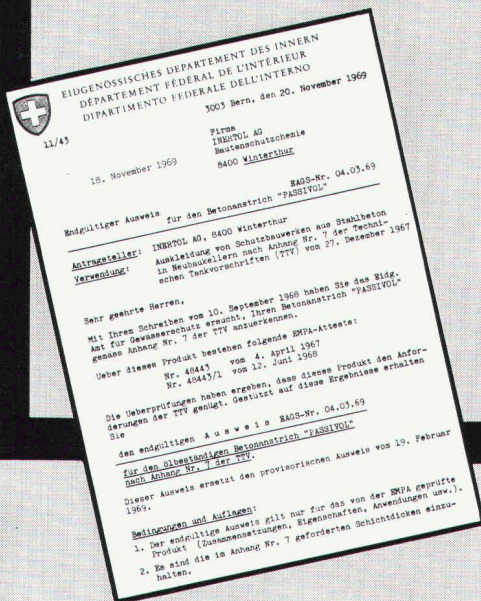 EIDGENÖSSISCHES DEPARTEMENT DES INNERN
DÉPARTEMENT FÉDÉRAL DE L'INTÉRIEUR
DIPARTIMENTO FEDERALE DELL'INTERNO
11/43
3003 Bern, den 20. November 1969
18. November 1969
Firma
INERTOL AG
Bautenschutzchemie
8400 Winterthur
EAGS-Nr. 04.03.69
Endgültiger Ausweis für den Betonanstrich "PASSIVOL"
Antragsteller: INERTOL AG, 8400 Winterthur
Verwendung: Auskleidung von Schutzbauwerken aus Stahlbeton
in Neubaukellern nach Anhang Nr. 7 der Techni-
schen Tankvorschriften (TTV) vom 27. Dezember 1967
Sehr geehrte Herren,
Mit Ihrem Schreiben vom 10. September 1968 haben Sie das Eidg.
Amt für Gewässerschutz ersucht, Ihren Betonanstrich "PASSIVOL"
gemäss Anhang Nr. 7 der TTV anzuerkennen.
Ueber dieses Produkt bestehen folgende EMPA-Atteste:
Nr. 48443 vom 4. April 1967
Nr. 48443/1 vom 12. Juni 1968
Die Ueberprüfungen haben ergeben, dass dieses Produkt den Anfor-
derungen der TTV genügt. Gestützt auf diese Ergebnisse erhalten
Sie
den endgültigen A u s w e i s EAGS-Nr. 04.03.69
für den ölbeständigen Betonanstrich "PASSIVOL"
nach Anhang Nr. 7 der TTV.
Dieser Ausweis ersetzt den provisorischen Ausweis vom 19. Februar
1969.
Bedingungen und Auflagen:
1. Der endgültige Ausweis gilt nur für das von der EMPA geprüfte
Produkt (Zusammensetzungen, Eigenschaften, Anwendungen usw.).
2. Es sind die im Anhang Nr. 7 geforderten Schichtdicken einzu-
halten.